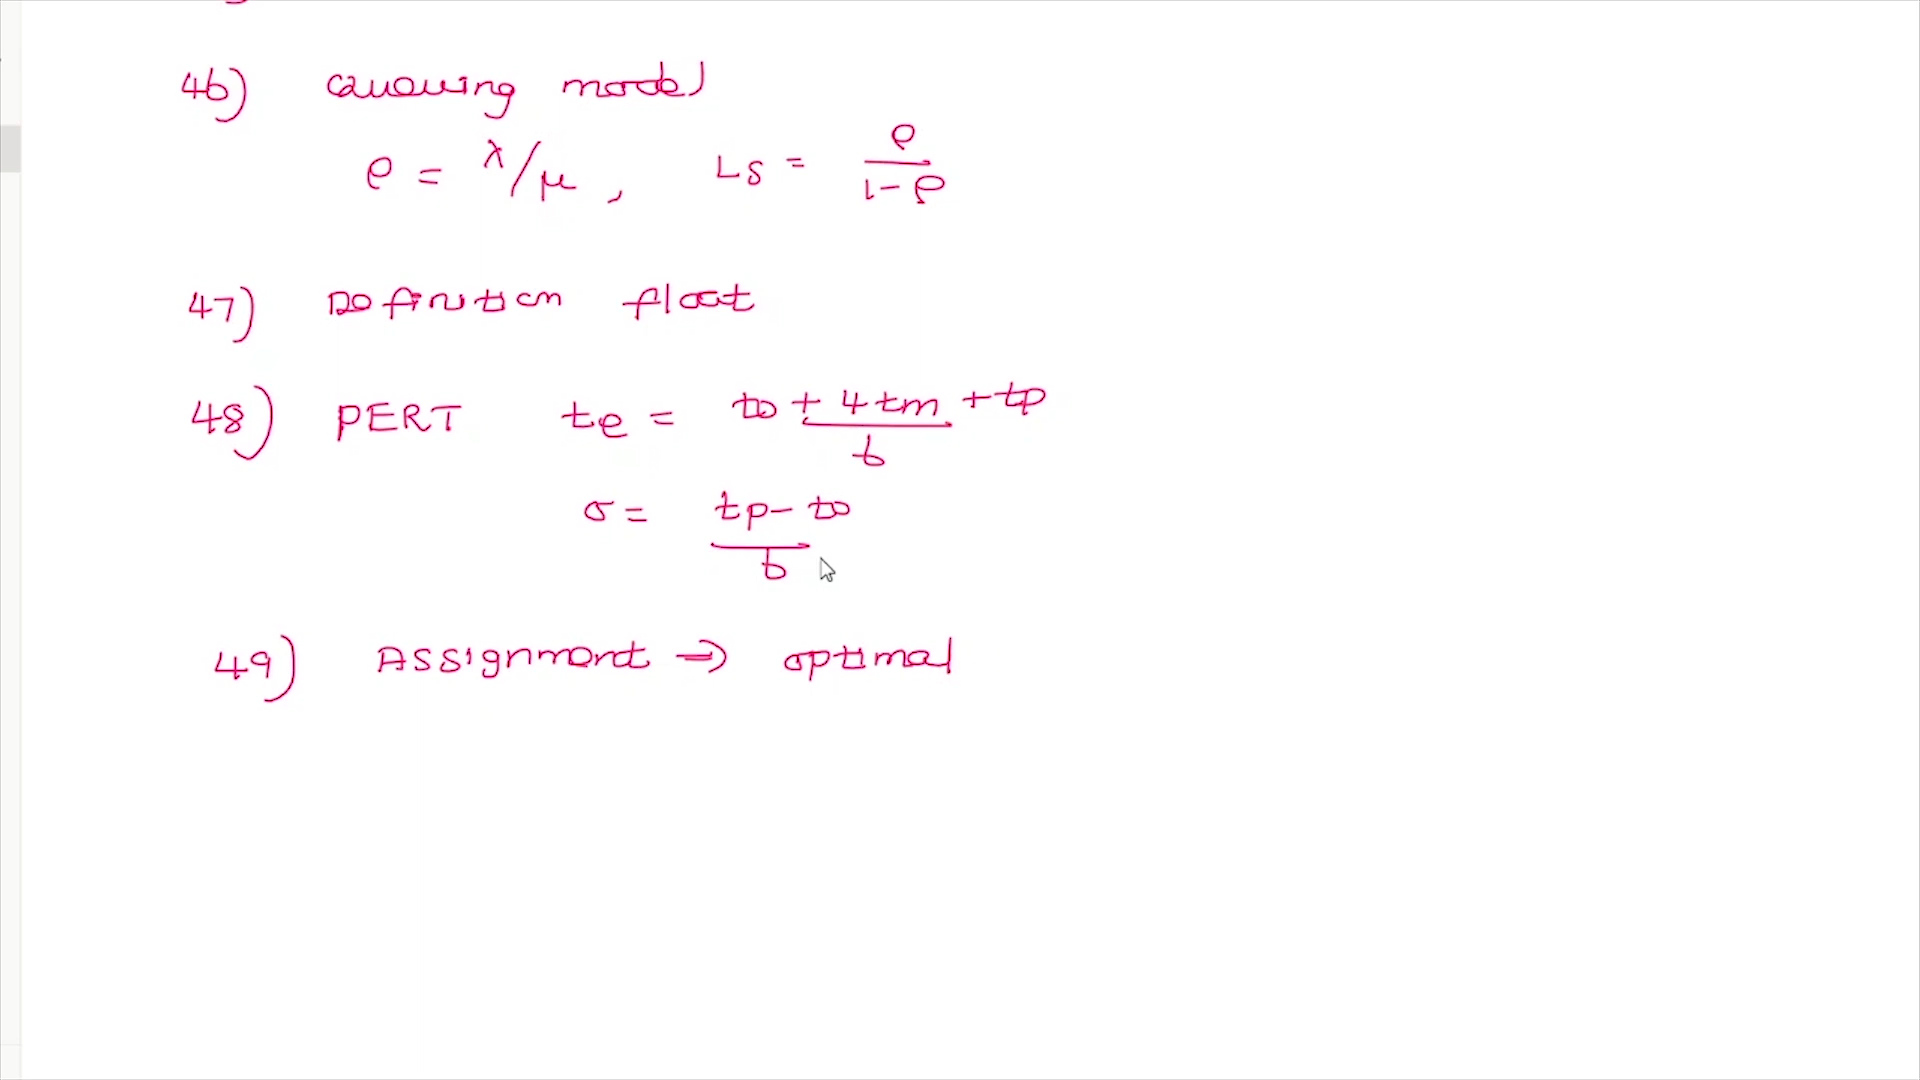 46) Queuing model
ρ = λ/μ , Ls = ρ / 1-ρ
47) Definition float
48) PERT te = to + 4tm + tp / 6
σ = tp - to / 6
49) Assignment ⇒ optimal